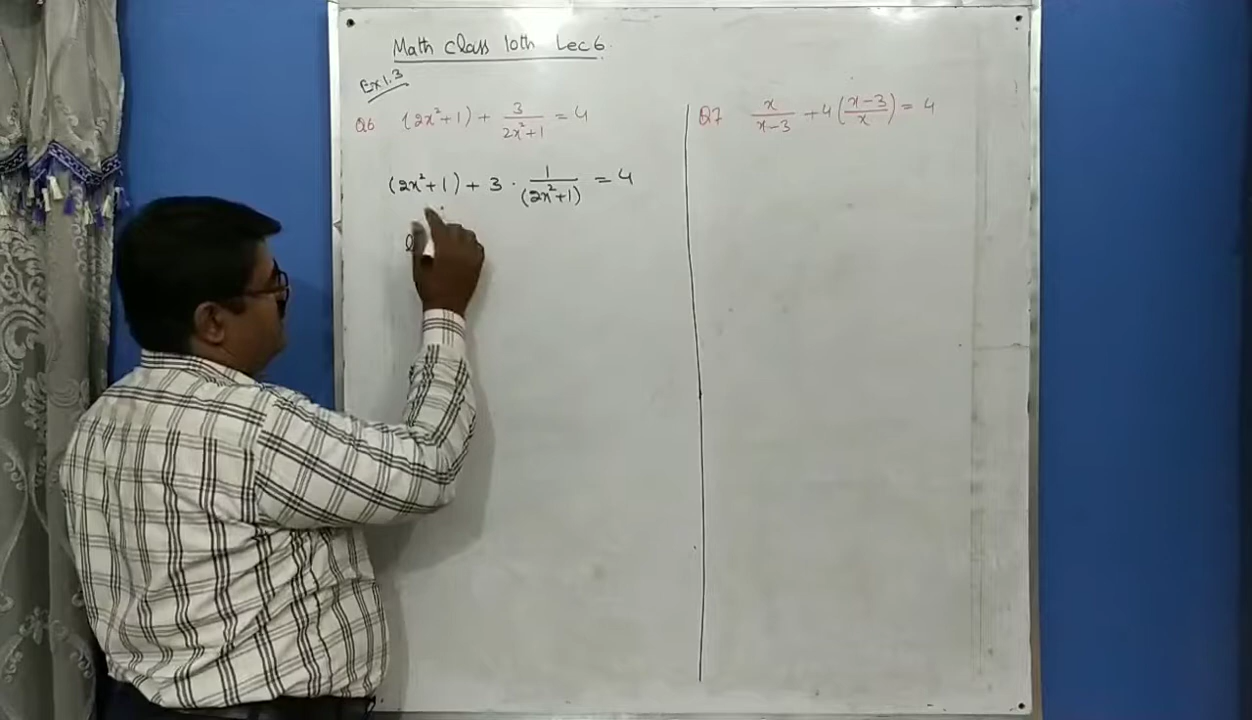 Math class 10th Lec 6.
Ex 1.3
Q6 (2x²+1) + 3/(2x²+1) = 4
(2x²+1) + 3 · 1/(2x²+1) = 4
Q7 x/(x-3) + 4((x-3)/x) = 4